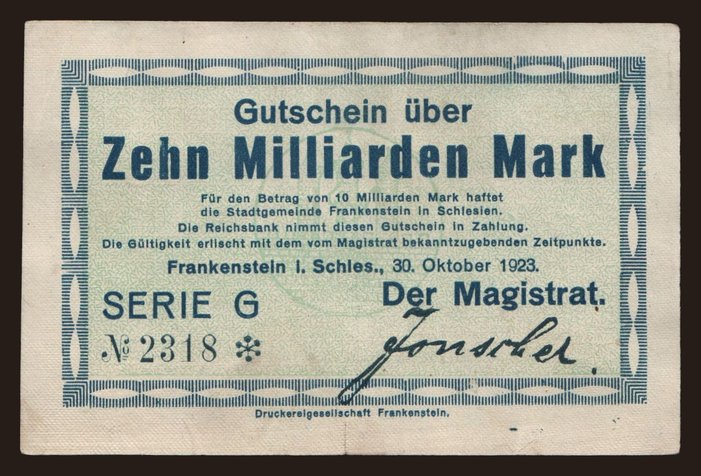 Gutschein über
Zehn Milliarden Mark
Für den Betrag von 10 Milliarden Mark haftet
die Stadtgemeinde Frankenstein in Schlesien.
Die Reichsbank nimmt diesen Gutschein in Zahlung.
Die Gültigkeit erlischt mit dem vom Magistrat bekanntzugebenden Zeitpunkte.
Frankenstein i. Schles., 30. Oktober 1923.
SERIE G Der Magistrat.
№ 2318 * Jonscher.
Druckereigesellschaft Frankenstein.